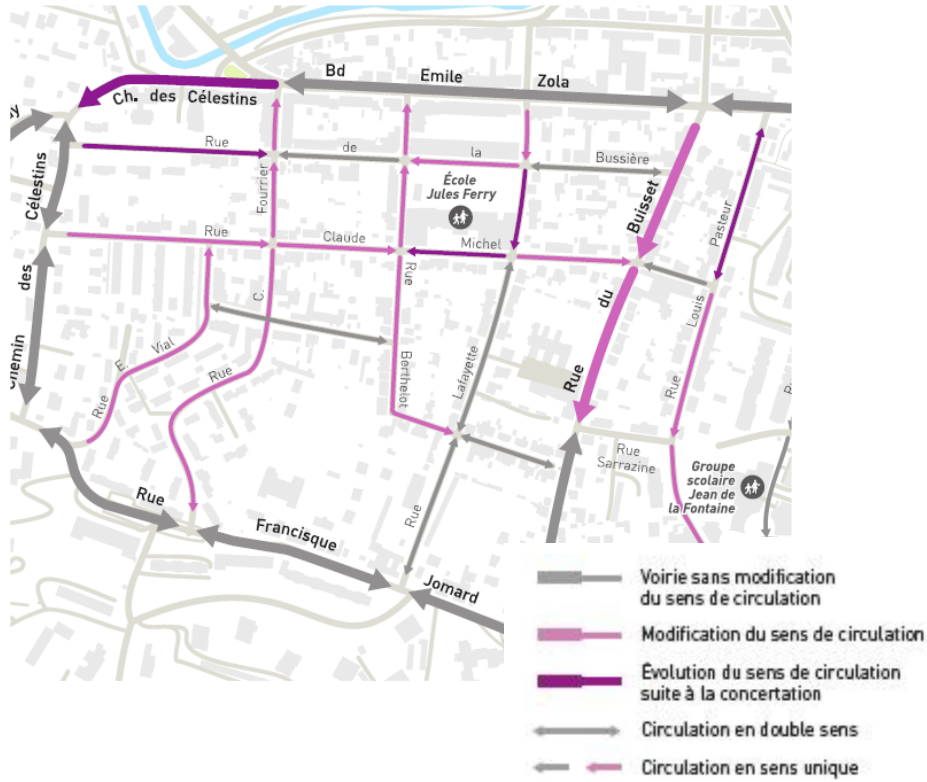 Bd Emile Zola
Ch. des Célestins
Rue de la Bussière
École
Jules Ferry
Fourrier
Célestins
Buisset
Pasteur
Rue Claude Michel
Rue
des
C.
du
Louis
E. Vial
Rue
Lafayette
Rue
Berthelot
Rue
Rue
Rue
Sarrazine
Groupe
scolaire
Jean de
la Fontaine
Rue
Francisque
Rue
Jomard
Voirie sans modification
du sens de circulation
Modification du sens de circulation
Évolution du sens de circulation
suite à la concertation
Circulation en double sens
Circulation en sens unique